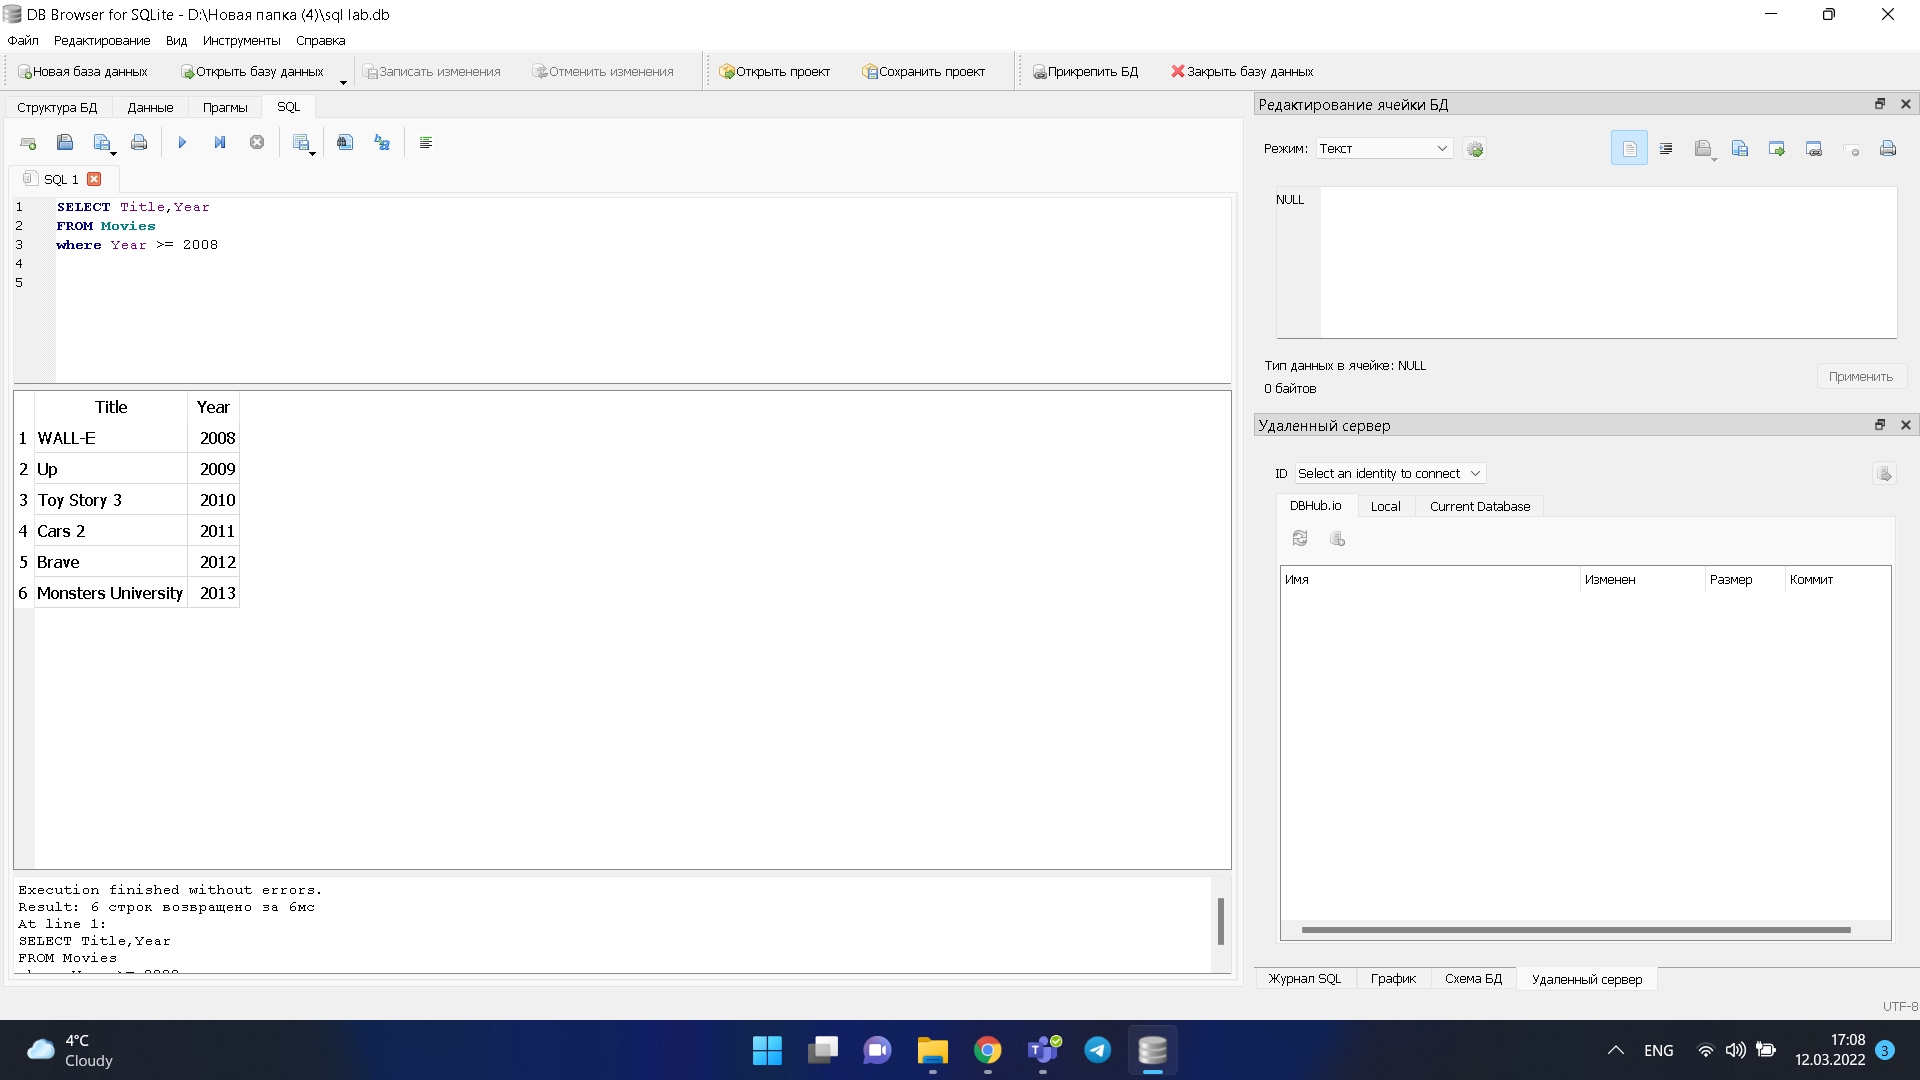 DB Browser for SQLite - D:\Новая папка (4)\sql lab.db
Файл Редактирование Вид Инструменты Справка
Новая база данных Открыть базу данных Записать изменения Отменить изменения Открыть проект Сохранить проект Прикрепить БД Закрыть базу данных
Структура БД Данные Прагмы SQL
SQL 1
1 SELECT Title,Year
2 FROM Movies
3 where Year >= 2008
4
5
Title Year
1 WALL-E 2008
2 Up 2009
3 Toy Story 3 2010
4 Cars 2 2011
5 Brave 2012
6 Monsters University 2013
Execution finished without errors.
Result: 6 строк возвращено за 6мс
At line 1:
SELECT Title,Year
FROM Movies
Редактирование ячейки БД
Режим: Текст
NULL
Тип данных в ячейке: NULL
0 байтов
Применить
Удаленный сервер
ID Select an identity to connect
DBHub.io Local Current Database
Имя Изменен Размер Коммит
Журнал SQL График Схема БД Удаленный сервер
UTF-8
4°C
Cloudy
ENG
17:08
12.03.2022
3